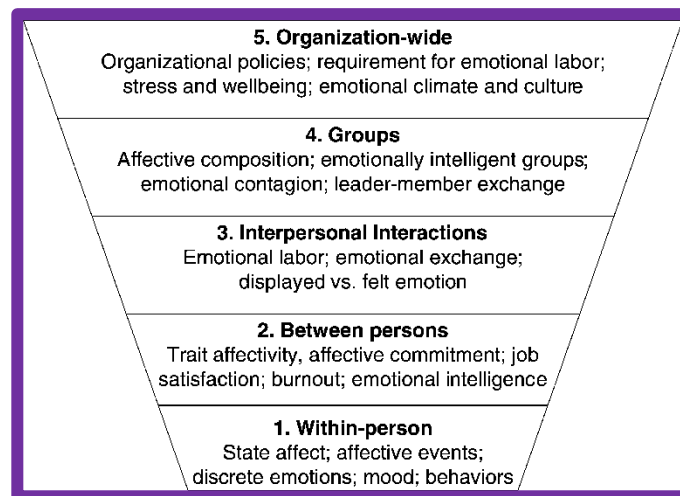 5. Organization-wide
Organizational policies; requirement for emotional labor;
stress and wellbeing; emotional climate and culture
4. Groups
Affective composition; emotionally intelligent groups;
emotional contagion; leader-member exchange
3. Interpersonal Interactions
Emotional labor; emotional exchange;
displayed vs. felt emotion
2. Between persons
Trait affectivity, affective commitment; job
satisfaction; burnout; emotional intelligence
1. Within-person
State affect; affective events;
discrete emotions; mood; behaviors